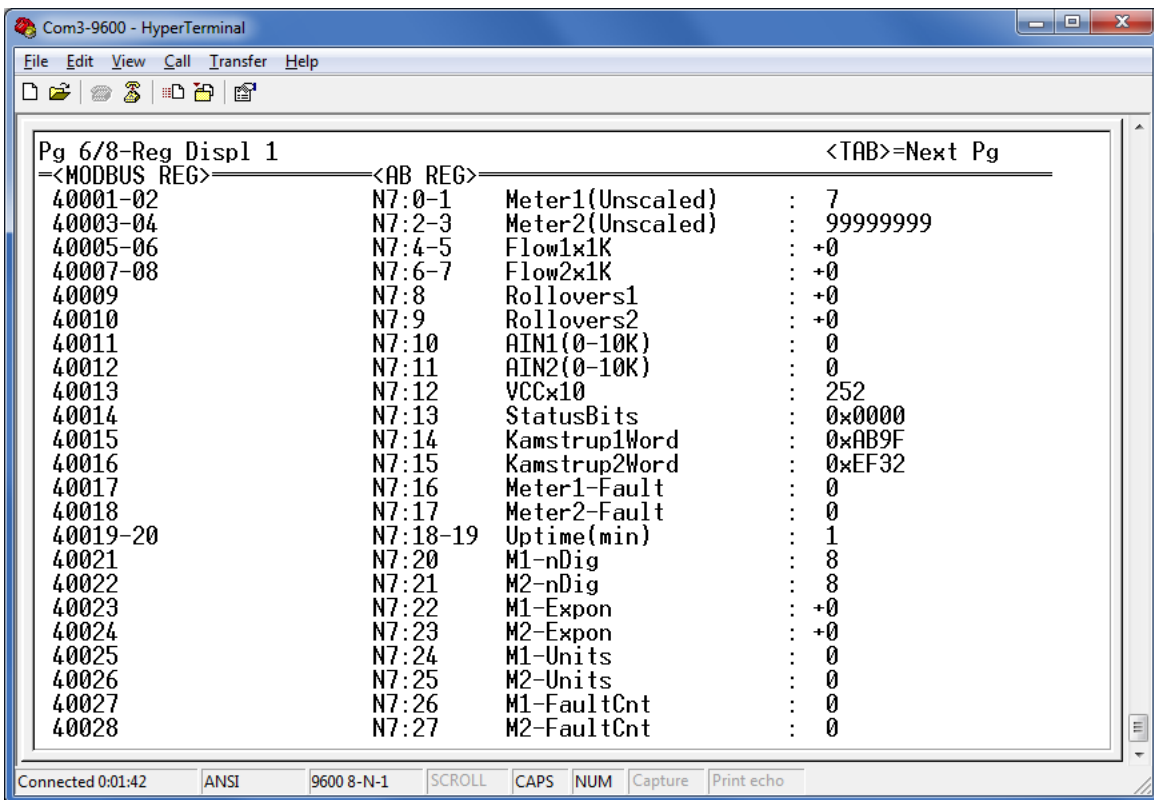 Com3-9600 - HyperTerminal
File Edit View Call Transfer Help
Pg 6/8-Reg Displ 1 <TAB>=Next Pg
=<MODBUS REG>=<AB REG>=
40001-02 N7:0-1 Meter1(Unscaled) : 7
40003-04 N7:2-3 Meter2(Unscaled) : 99999999
40005-06 N7:4-5 Flow1x1K : +0
40007-08 N7:6-7 Flow2x1K : +0
40009 N7:8 Rollovers1 : +0
40010 N7:9 Rollovers2 : +0
40011 N7:10 AIN1(0-10K) : 0
40012 N7:11 AIN2(0-10K) : 0
40013 N7:12 VCCx10 : 252
40014 N7:13 StatusBits : 0x0000
40015 N7:14 Kamstrup1Word : 0xAB9F
40016 N7:15 Kamstrup2Word : 0xEF32
40017 N7:16 Meter1-Fault : 0
40018 N7:17 Meter2-Fault : 0
40019-20 N7:18-19 Uptime(min) : 1
40021 N7:20 M1-nDig : 8
40022 N7:21 M2-nDig : 8
40023 N7:22 M1-Expon : +0
40024 N7:23 M2-Expon : +0
40025 N7:24 M1-Units : 0
40026 N7:25 M2-Units : 0
40027 N7:26 M1-FaultCnt : 0
40028 N7:27 M2-FaultCnt : 0
Connected 0:01:42 ANSI 9600 8-N-1 SCROLL CAPS NUM Capture Print echo